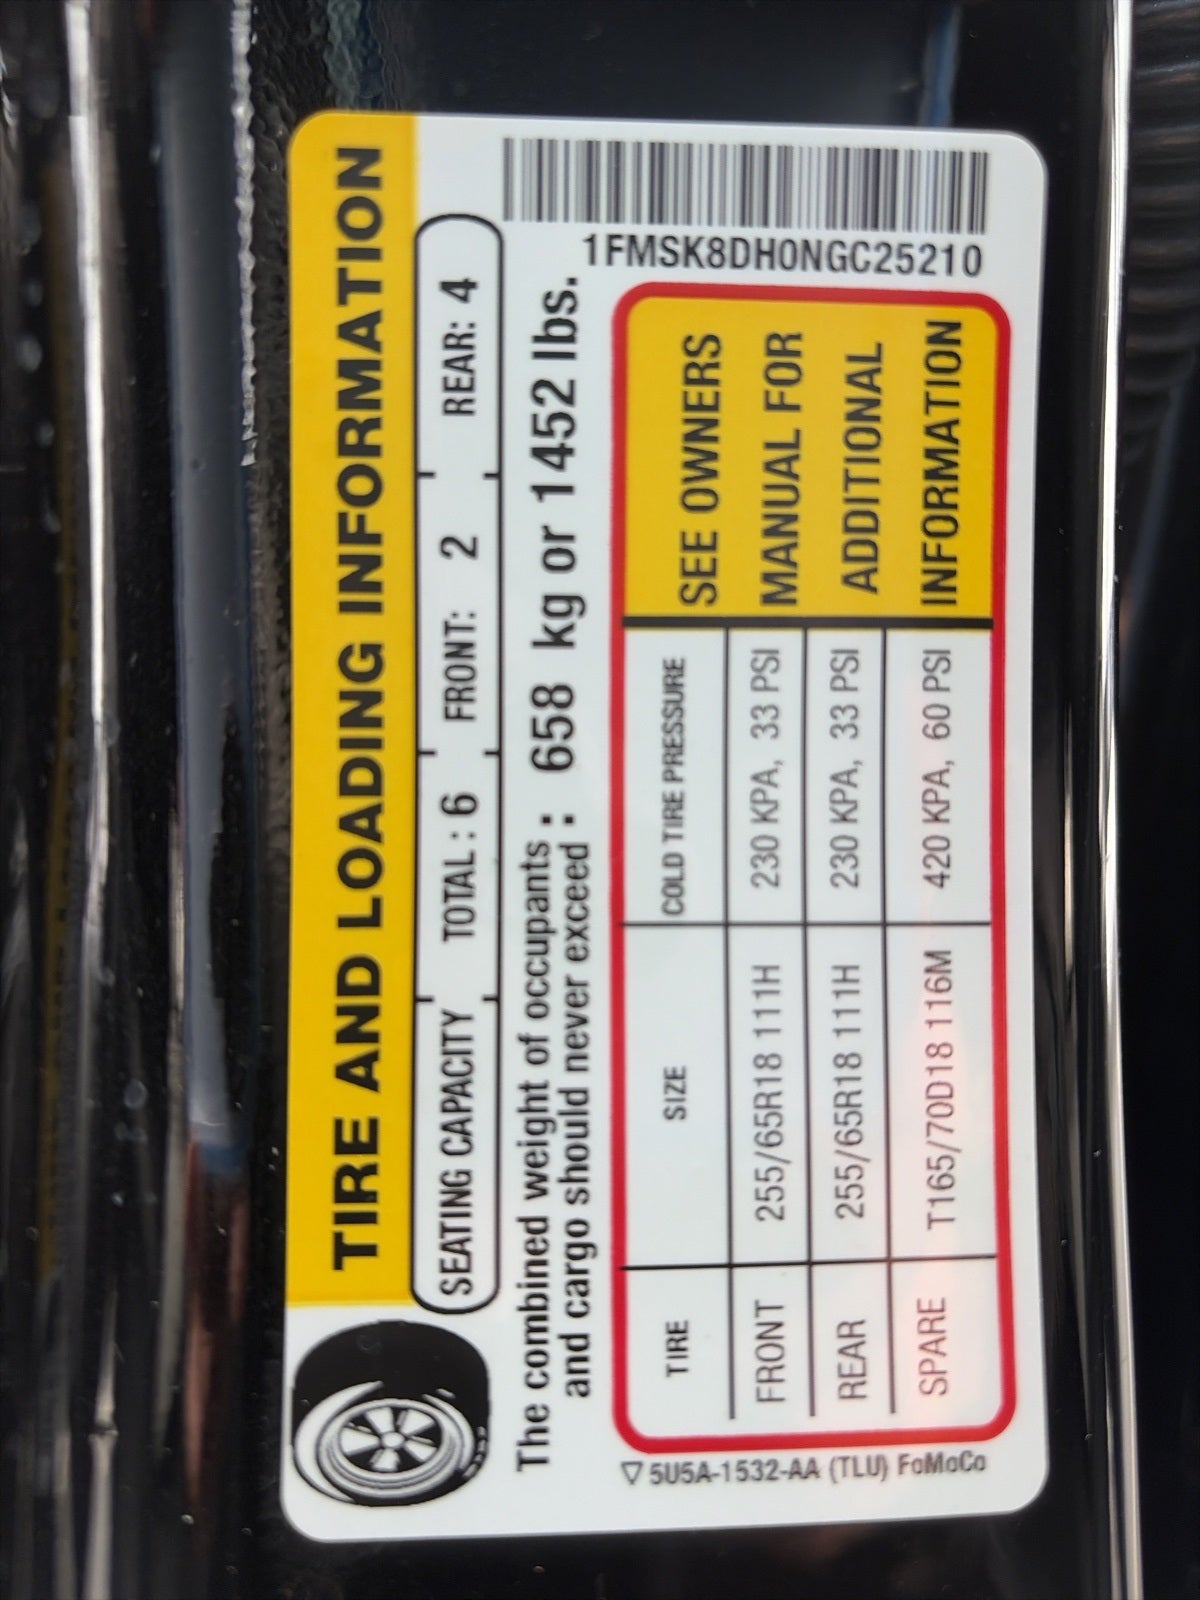 TIRE AND LOADING INFORMATION
SEATING CAPACITY TOTAL : 6 FRONT: 2 REAR: 4
The combined weight of occupants
and cargo should never exceed : 658 kg or 1452 lbs.
1FMSK8DH0NGC25210
TIRE SIZE COLD TIRE PRESSURE
FRONT 255/65R18 111H 230 KPA, 33 PSI
REAR 255/65R18 111H 230 KPA, 33 PSI
SPARE T165/70D18 116M 420 KPA, 60 PSI
SEE OWNERS
MANUAL FOR
ADDITIONAL
INFORMATION
5U5A-1532-AA (TLU) FoMoCo